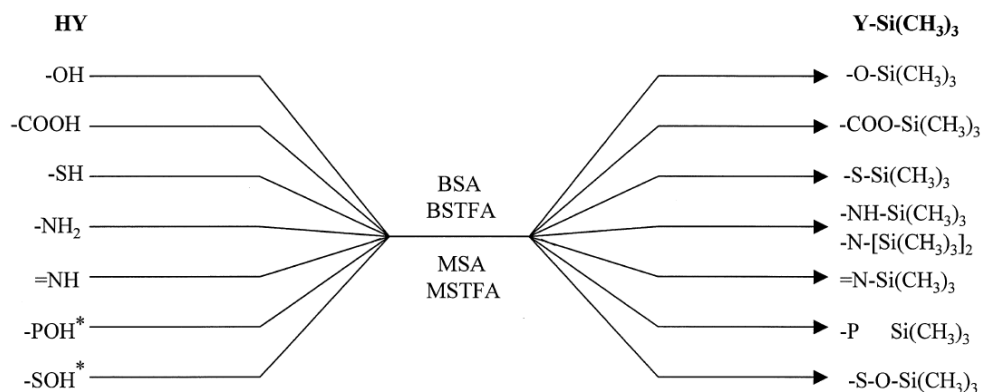 HY Y-Si(CH₃)₃
-OH -O-Si(CH₃)₃
-COOH -COO-Si(CH₃)₃
-SH -S-Si(CH₃)₃
BSA
BSTFA
-NH₂ -NH-Si(CH₃)₃
-N-[Si(CH₃)₃]₂
MSA
MSTFA
=NH =N-Si(CH₃)₃
-POH* -P Si(CH₃)₃
-SOH* -S-O-Si(CH₃)₃